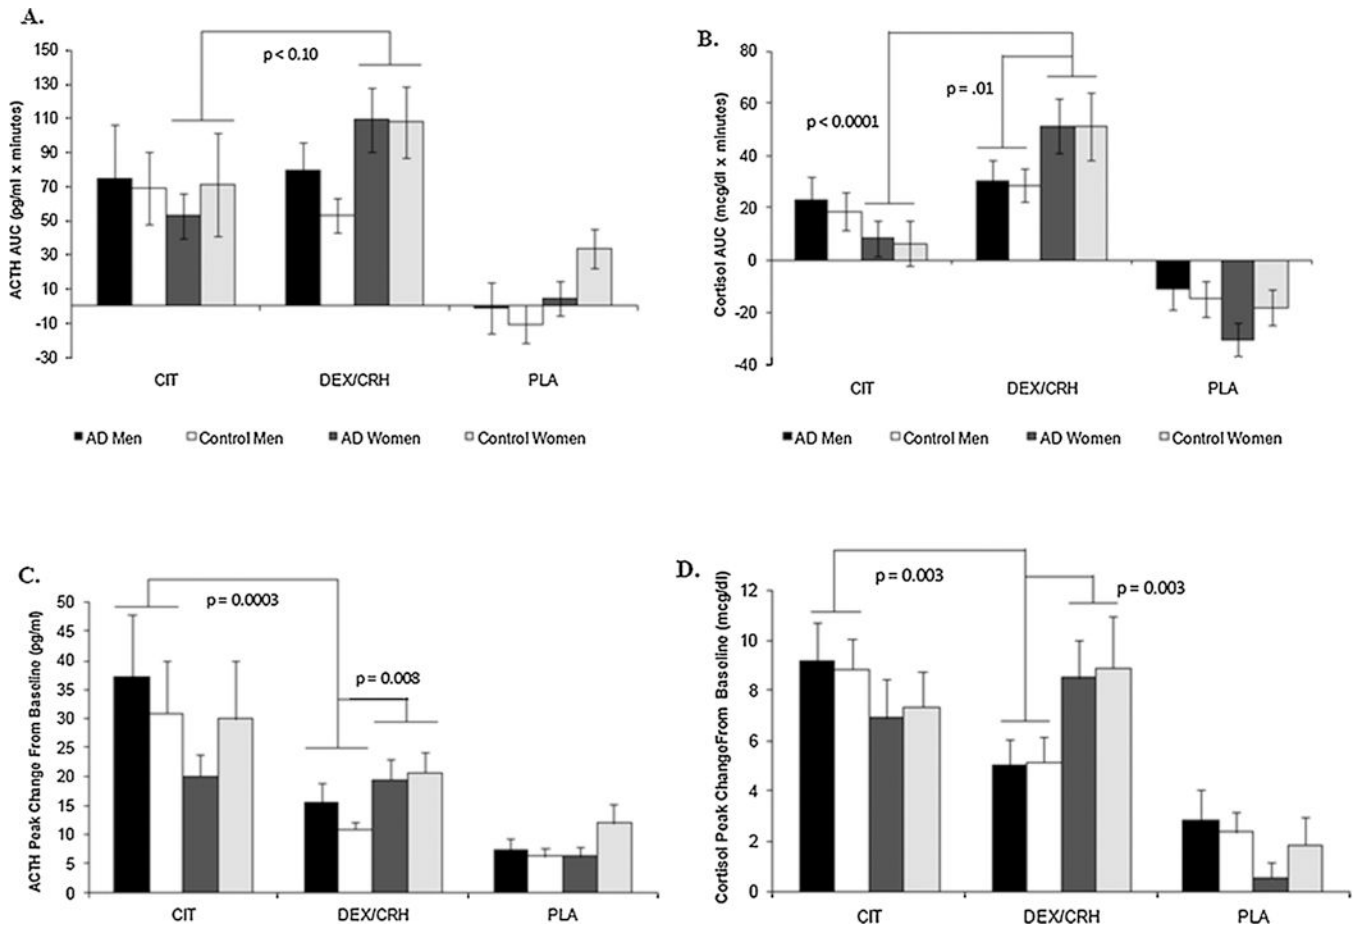 A.
p < 0.10
ACTH AUC (pg/ml x minutes)
150
130
110
90
70
50
30
10
-10
-30
CIT DEX/CRH PLA
AD Men Control Men AD Women Control Women
B.
p = .01
p < 0.0001
Cortisol AUC (mcg/dl x minutes)
80
60
40
20
0
-20
-40
CIT DEX/CRH PLA
AD Men Control Men AD Women Control Women
C.
p = 0.0003
p = 0.003
ACTH Peak Change From Baseline (pg/ml)
50
45
40
35
30
25
20
15
10
5
0
CIT DEX/CRH PLA
D.
p = 0.003
p = 0.003
Cortisol Peak ChangeFrom Baseline (mcg/dl)
12
10
8
6
4
2
0
CIT DEX/CRH PLA